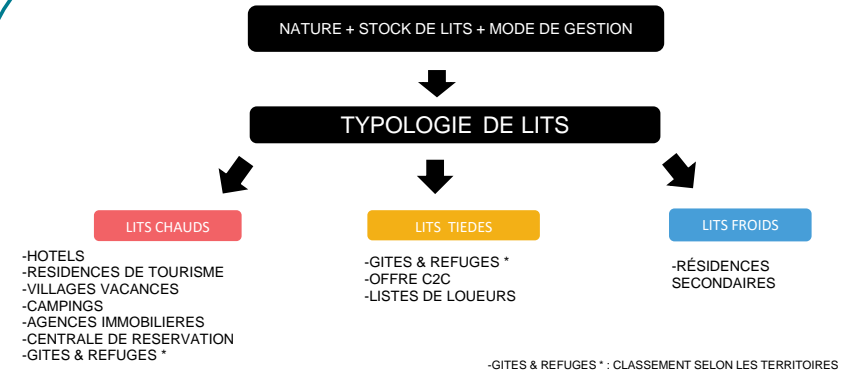 NATURE + STOCK DE LITS + MODE DE GESTION
TYPOLOGIE DE LITS
LITS CHAUDS
-HOTELS
-RESIDENCES DE TOURISME
-VILLAGES VACANCES
-CAMPINGS
-AGENCES IMMOBILIERES
-CENTRALE DE RESERVATION
-GITES & REFUGES *
LITS TIEDES
-GITES & REFUGES *
-OFFRE C2C
-LISTES DE LOUEURS
LITS FROIDS
-RÉSIDENCES
SECONDAIRES
-GITES & REFUGES * : CLASSEMENT SELON LES TERRITOIRES